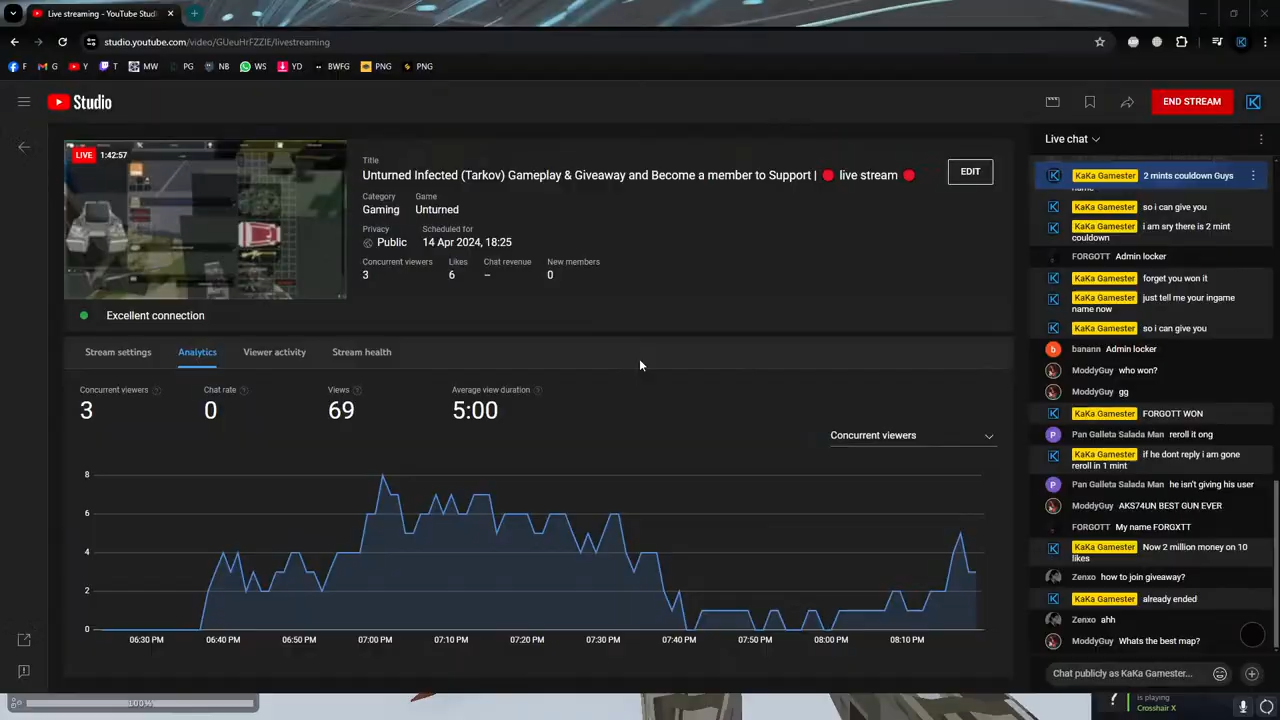 Live streaming - YouTube Studio
studio.youtube.com/video/GUeuHrFZZIE/livestreaming
F G Y T MW PG NB WS YD BWFG PNG PNG
Studio
END STREAM
LIVE 1:42:57
Title
Unturned Infected (Tarkov) Gameplay & Giveaway and Become a member to Support | 🔴 live stream 🔴
EDIT
Category Game
Gaming Unturned
Privacy Scheduled for
Public 14 Apr 2024, 18:25
Concurrent viewers Likes Chat revenue New members
3 6 – 0
Excellent connection
Stream settings Analytics Viewer activity Stream health
Concurrent viewers Chat rate Views Average view duration
3 0 69 5:00
Concurrent viewers
8
6
4
2
0
06:30 PM 06:40 PM 06:50 PM 07:00 PM 07:10 PM 07:20 PM 07:30 PM 07:40 PM 07:50 PM 08:00 PM 08:10 PM
Live chat
KaKa Gamester 2 mints couldown Guys
name
KaKa Gamester so i can give you
KaKa Gamester i am sry there is 2 mint
couldown
FORGOTT Admin locker
KaKa Gamester forget you won it
KaKa Gamester just tell me your ingame
name now
KaKa Gamester so i can give you
banann Admin locker
ModdyGuy who won?
ModdyGuy gg
KaKa Gamester FORGOTT WON
Pan Galleta Salada Man reroll it ong
KaKa Gamester if he dont reply i am gone
reroll in 1 mint
Pan Galleta Salada Man he isn't giving his user
ModdyGuy AKS74UN BEST GUN EVER
FORGOTT My name FORGXTT
KaKa Gamester Now 2 million money on 10
likes
Zenxo how to join giveaway?
KaKa Gamester already ended
Zenxo ahh
ModdyGuy Whats the best map?
Chat publicly as KaKa Gamester...
100%
is playing
Crosshair X